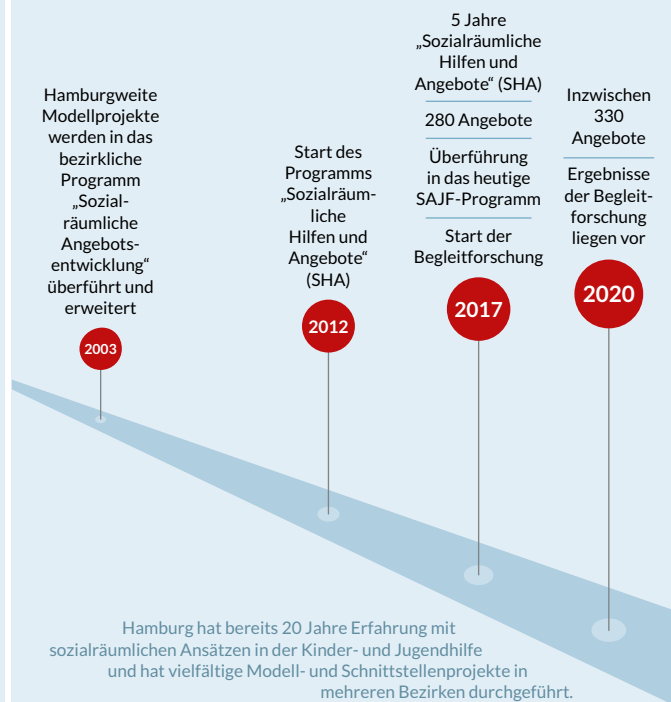 Hamburgweite
Modellprojekte
werden in das
bezirkliche
Programm
„Sozial-
räumliche
Angebots-
entwicklung“
überführt und
erweitert
2003
Start des
Programms
„Sozialräum-
liche
Hilfen und
Angebote“
(SHA)
2012
5 Jahre
„Sozialräumliche
Hilfen und
Angebote“ (SHA)
280 Angebote
Überführung
in das heutige
SAJF-Programm
Start der
Begleitforschung
2017
Inzwischen
330
Angebote
Ergebnisse
der Begleit-
forschung
liegen vor
2020
Hamburg hat bereits 20 Jahre Erfahrung mit
sozialräumlichen Ansätzen in der Kinder- und Jugendhilfe
und hat vielfältige Modell- und Schnittstellenprojekte in
mehreren Bezirken durchgeführt.